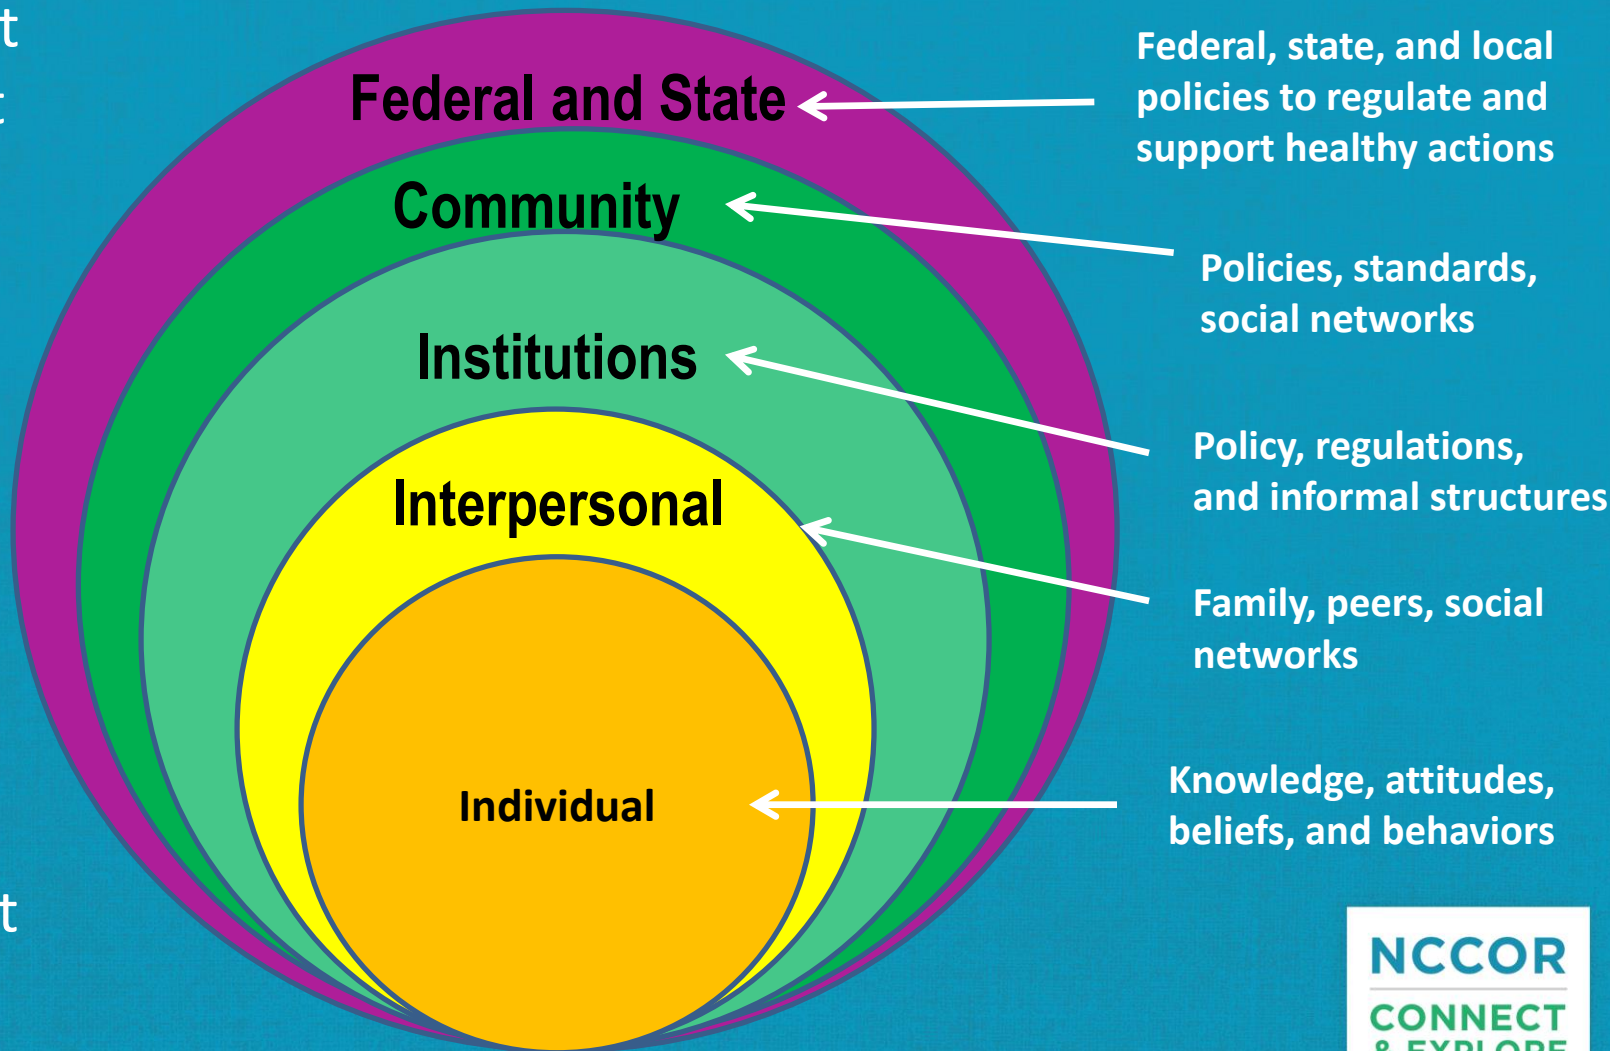 Federal and State
Federal, state, and local
policies to regulate and
support healthy actions
Community
Policies, standards,
social networks
Institutions
Policy, regulations,
and informal structures
Interpersonal
Family, peers, social
networks
Individual
Knowledge, attitudes,
beliefs, and behaviors
NCCOR
CONNECT
& EXPLORE